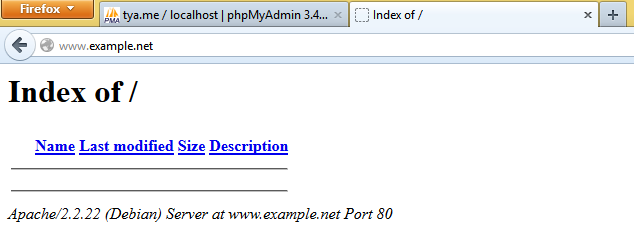 Firefox
tya.me / localhost | phpMyAdmin 3.4...
Index of /
www.example.net
Index of /
Name Last modified Size Description
Apache/2.2.22 (Debian) Server at www.example.net Port 80